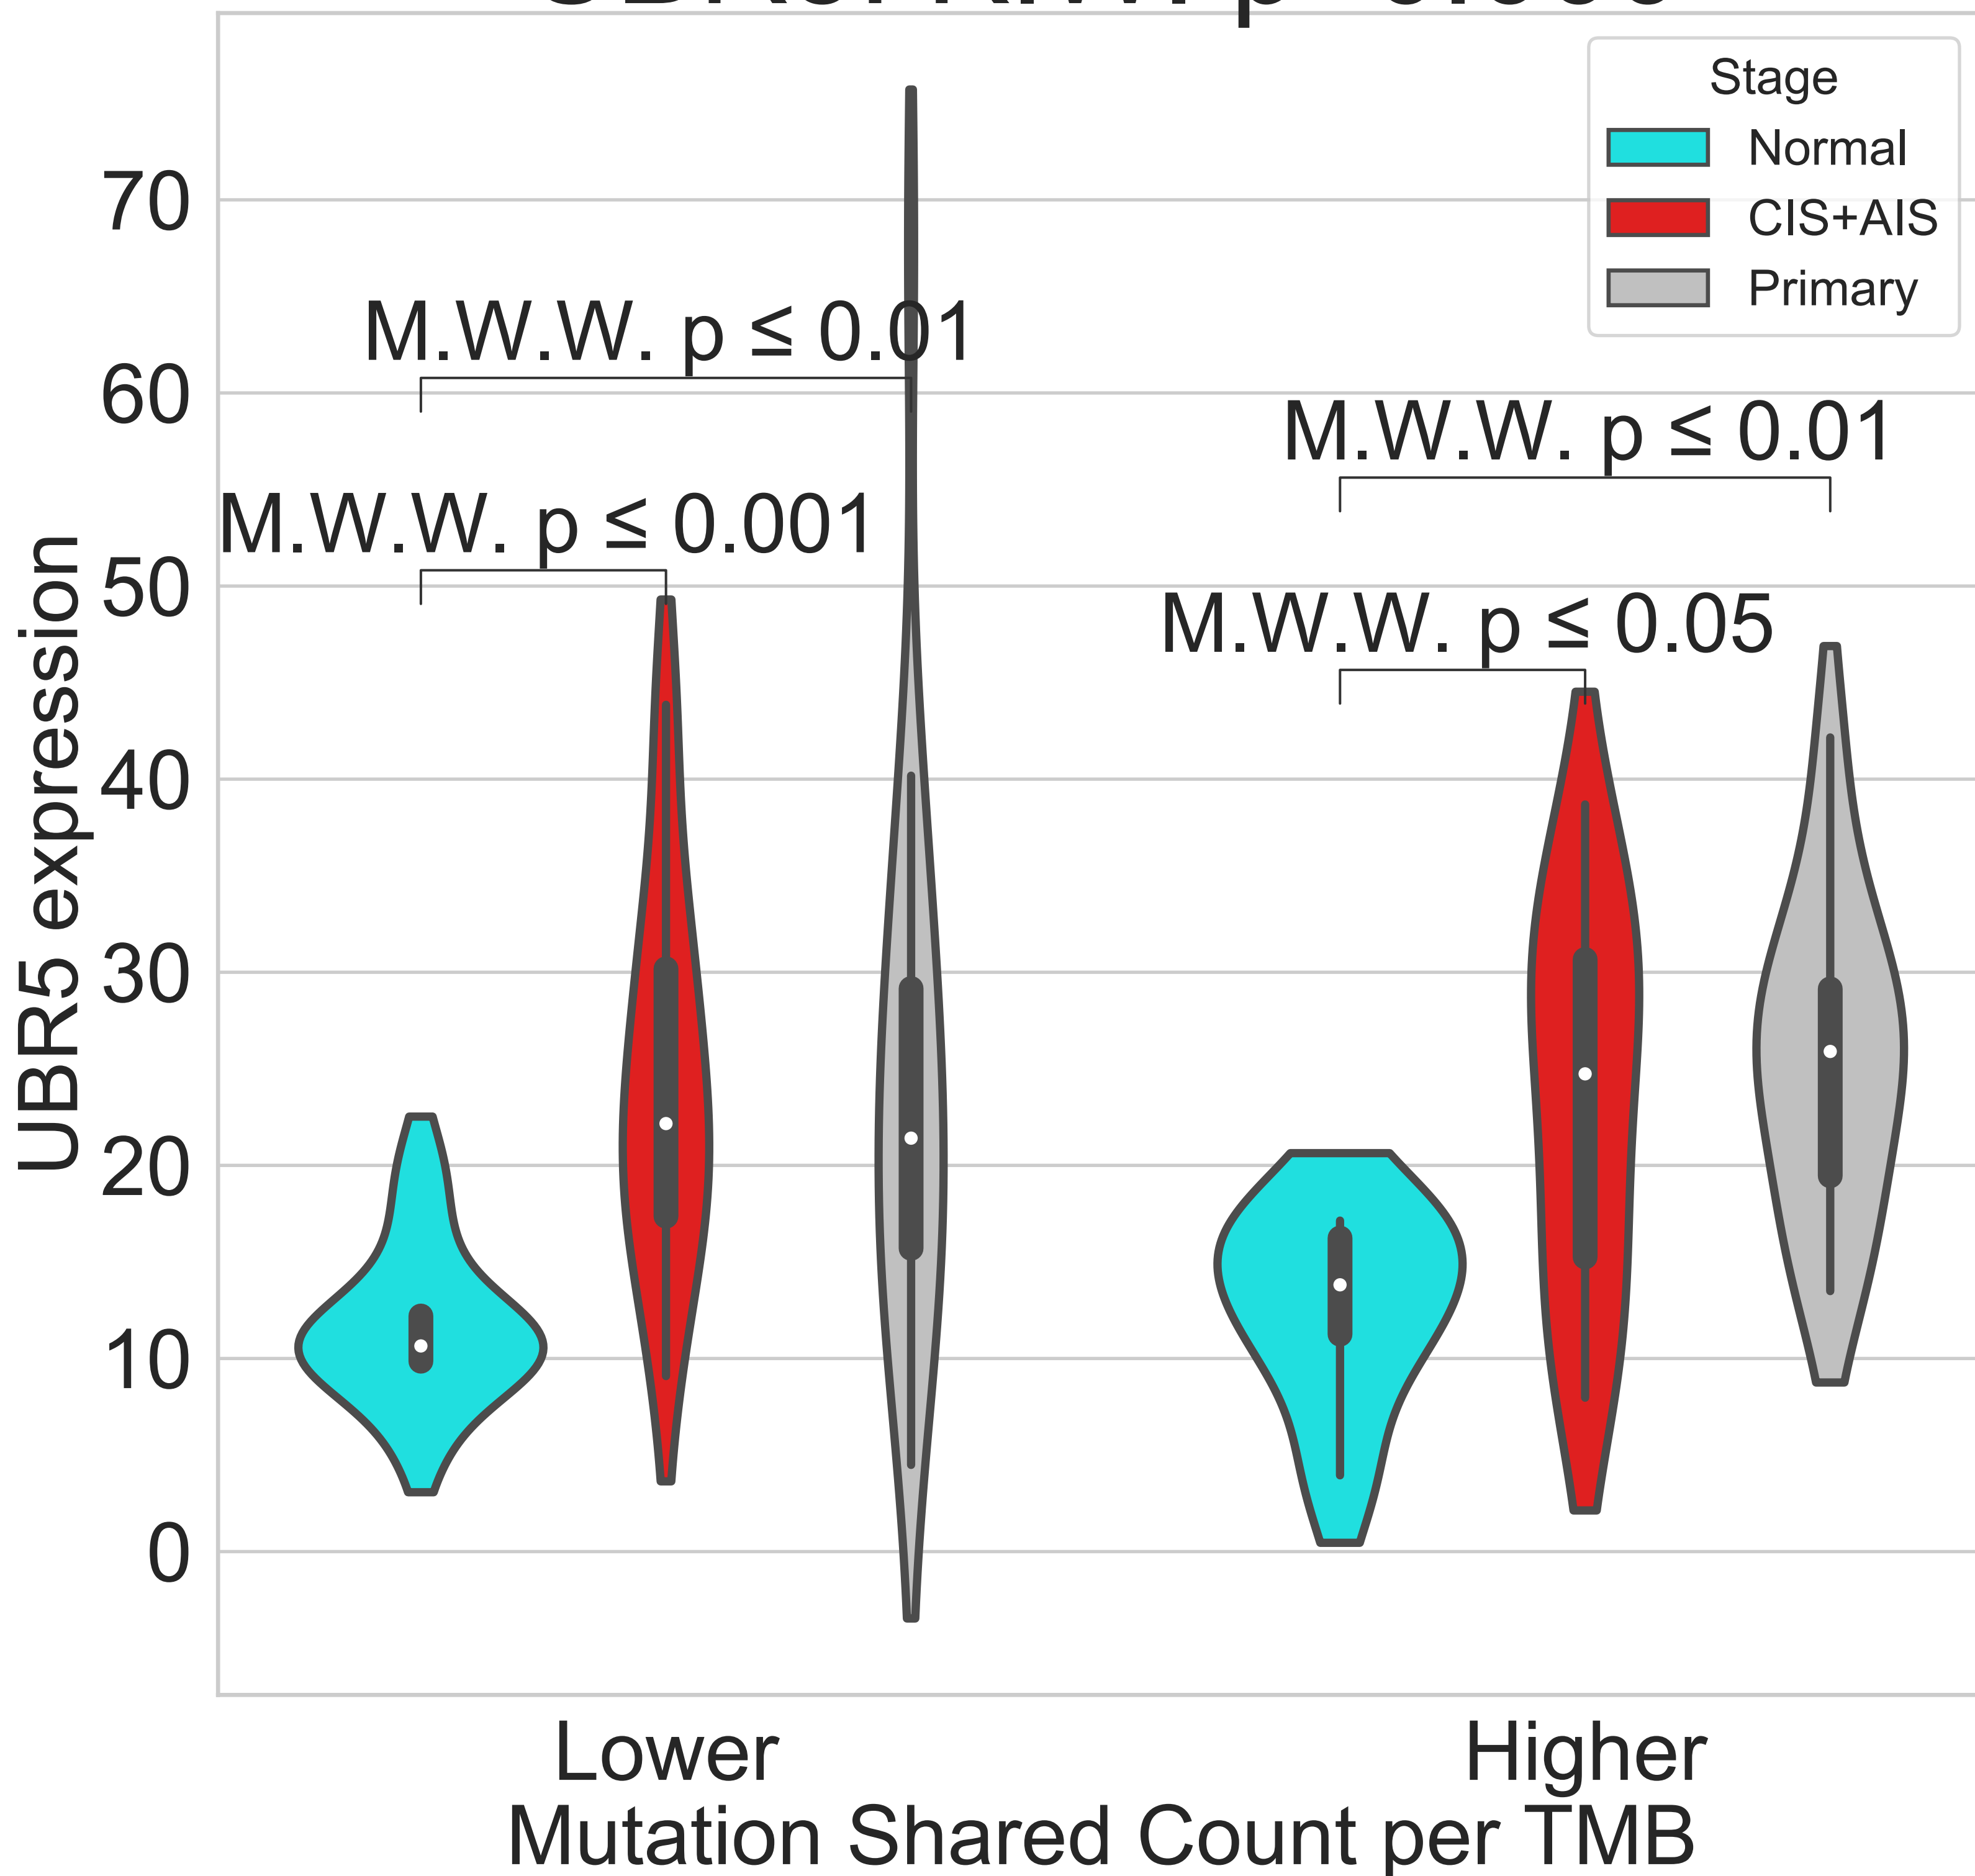 Stage
Normal
CIS+AIS
Primary
70
60
50
40
30
20
10
0
UBR5 expression
M.W.W. p ≤ 0.01
M.W.W. p ≤ 0.001
M.W.W. p ≤ 0.01
M.W.W. p ≤ 0.05
Lower
Higher
Mutation Shared Count per TMB